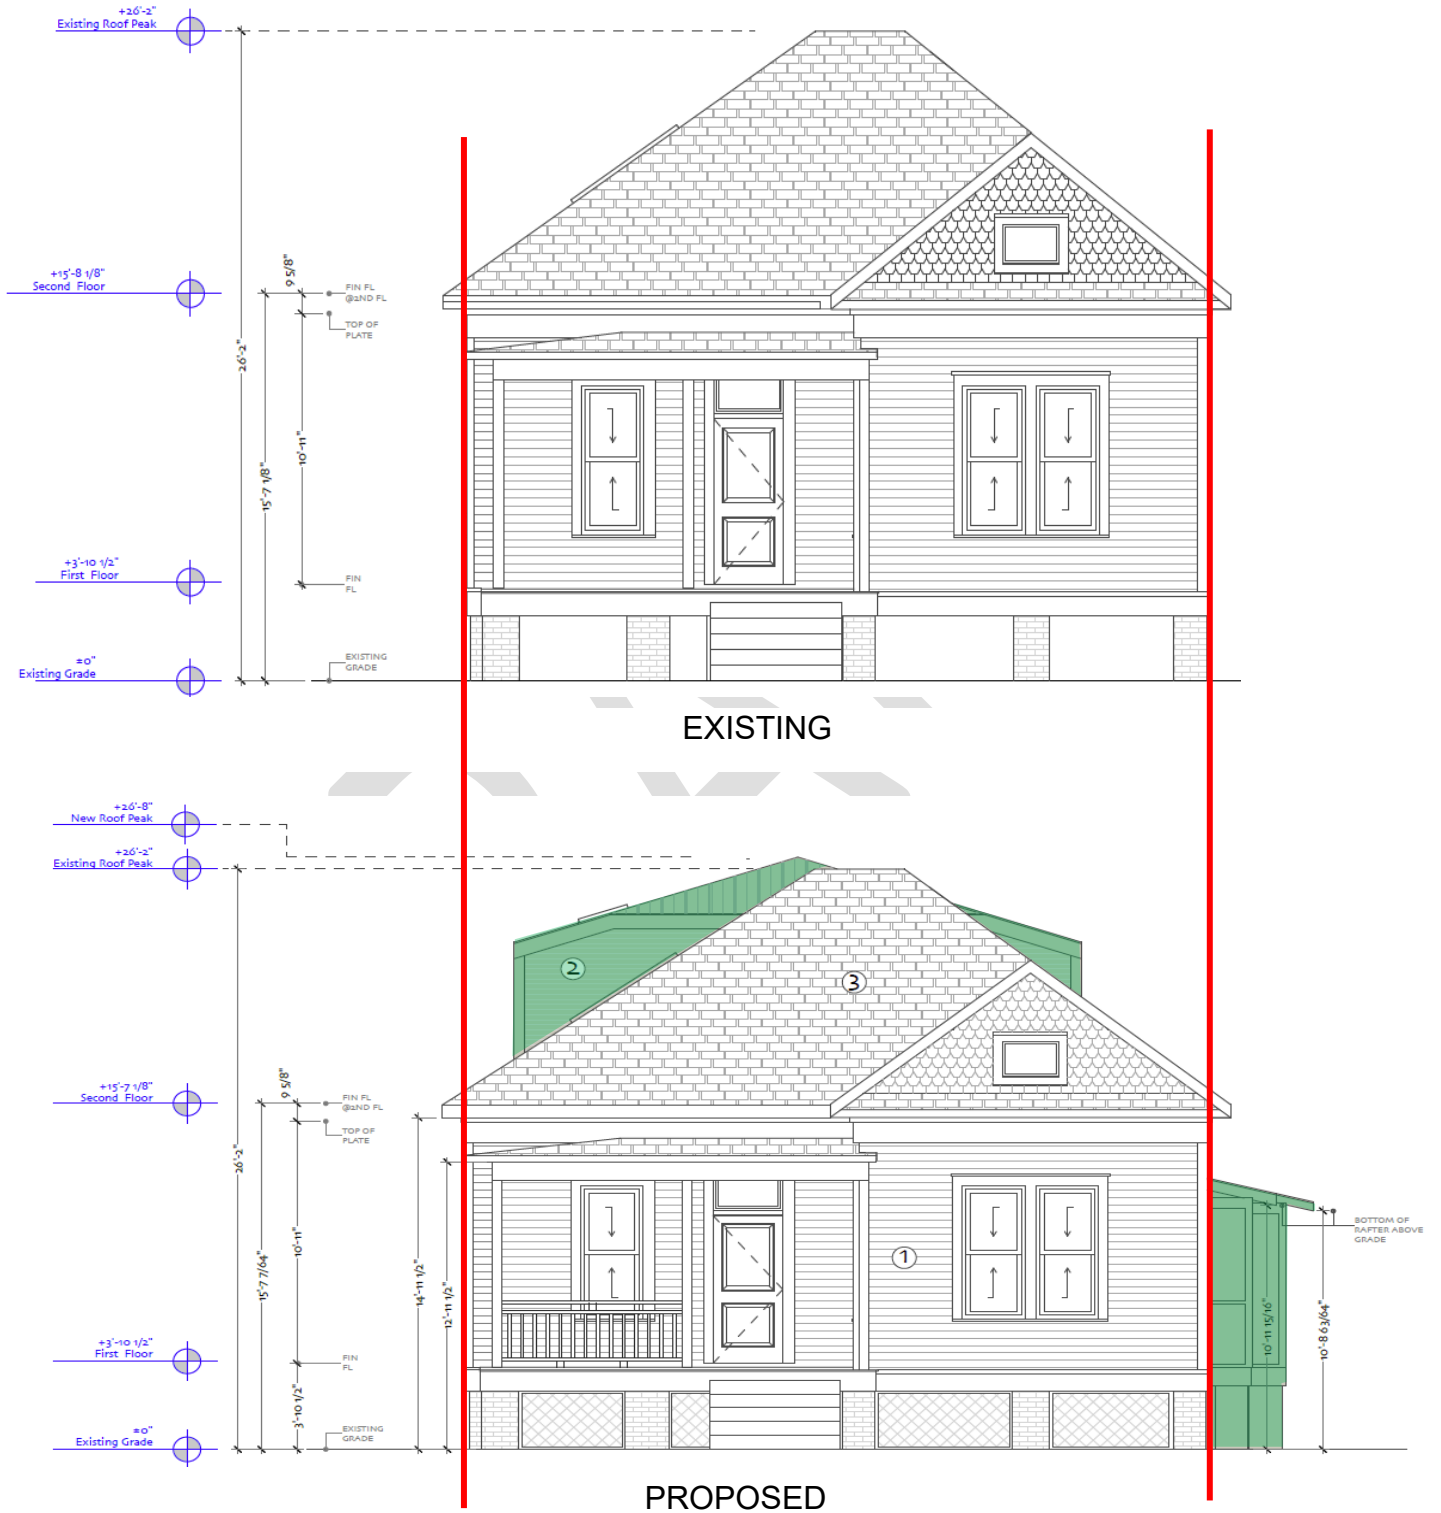 +26'-2"
Existing Roof Peak
+15'-8 1/8"
Second Floor
9 5/8"
FIN FL
@2ND FL
TOP OF
PLATE
26'-2"
15'-7 1/8"
10'-11"
+3'-10 1/2"
First Floor
FIN
FL
±0"
Existing Grade
EXISTING
GRADE
EXISTING
+26'-8"
New Roof Peak
+26'-2"
Existing Roof Peak
2
3
+15'-7 1/8"
Second Floor
9 5/8"
FIN FL
@2ND FL
TOP OF
PLATE
26'-2"
15'-7 7/64"
10'-11"
14'-11 1/2"
12'-11 1/2"
1
BOTTOM OF
RAFTER ABOVE
GRADE
10'-11 15/16"
10'-8 63/64"
+3'-10 1/2"
First Floor
FIN
FL
3'-10 1/2"
±0"
Existing Grade
EXISTING
GRADE
PROPOSED